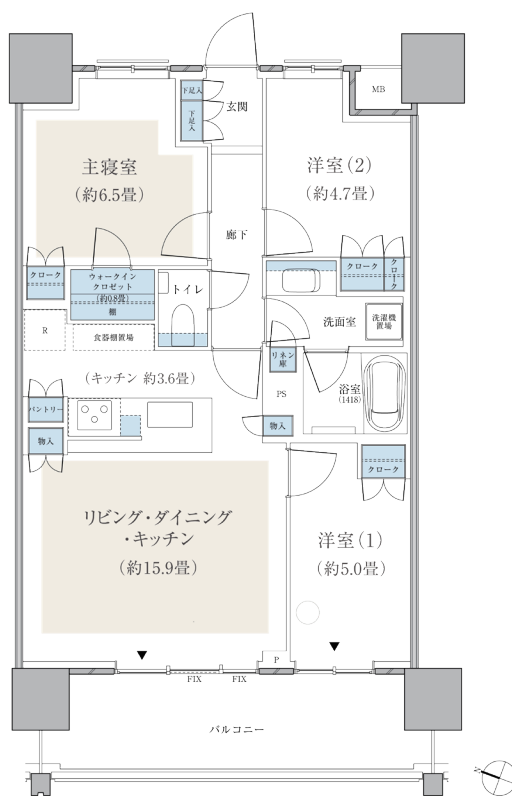 MB
下足入
下足入
玄関
主寝室
(約6.5畳)
洋室(2)
(約4.7畳)
廊下
クローク
ウォークイン
クロゼット
(約0.8畳)
棚
トイレ
クローク
クローク
R
食器棚置場
洗面室
洗濯機
置場
リネン
庫
(キッチン 約3.6畳)
PS
浴室
(1418)
パントリー
物入
物入
クローク
リビング・ダイニング
・キッチン
(約15.9畳)
洋室(1)
(約5.0畳)
P
FIX
FIX
バルコニー
N